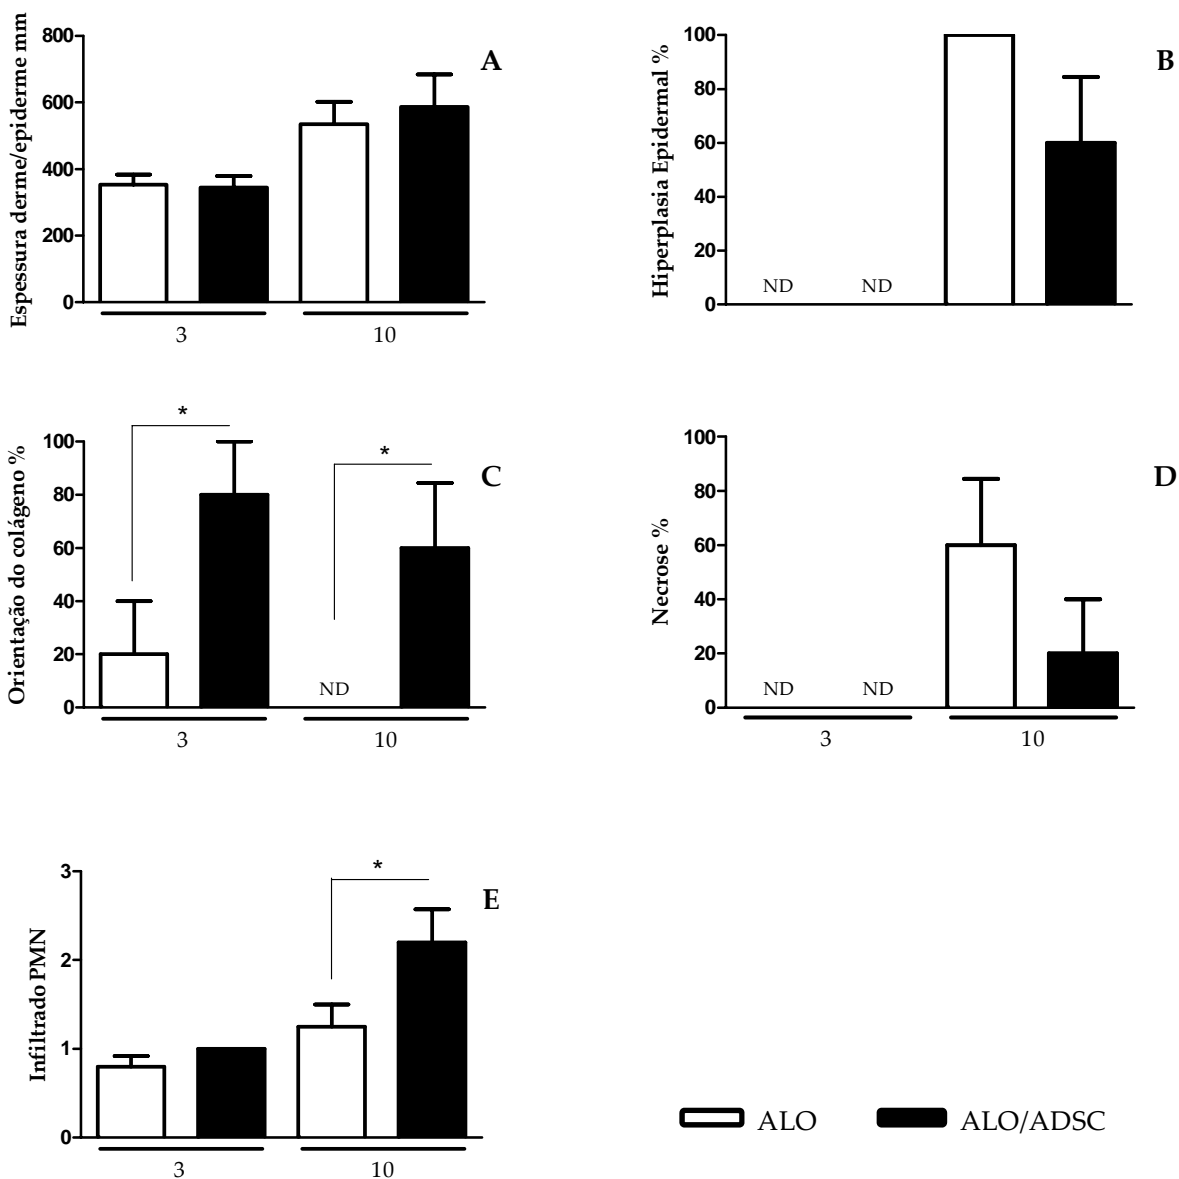 Espessura derme/epiderme mm
800
600
400
200
0
A
3
10
Hiperplasia Epidermal %
100
80
60
40
20
0
ND
ND
B
Orientação do colágeno %
100
80
60
40
20
0
*
*
ND
C
3
10
Necrose %
100
80
60
40
20
0
ND
ND
D
3
10
Infiltrado PMN
3
2
1
0
*
E
3
10
ALO
ALO/ADSC